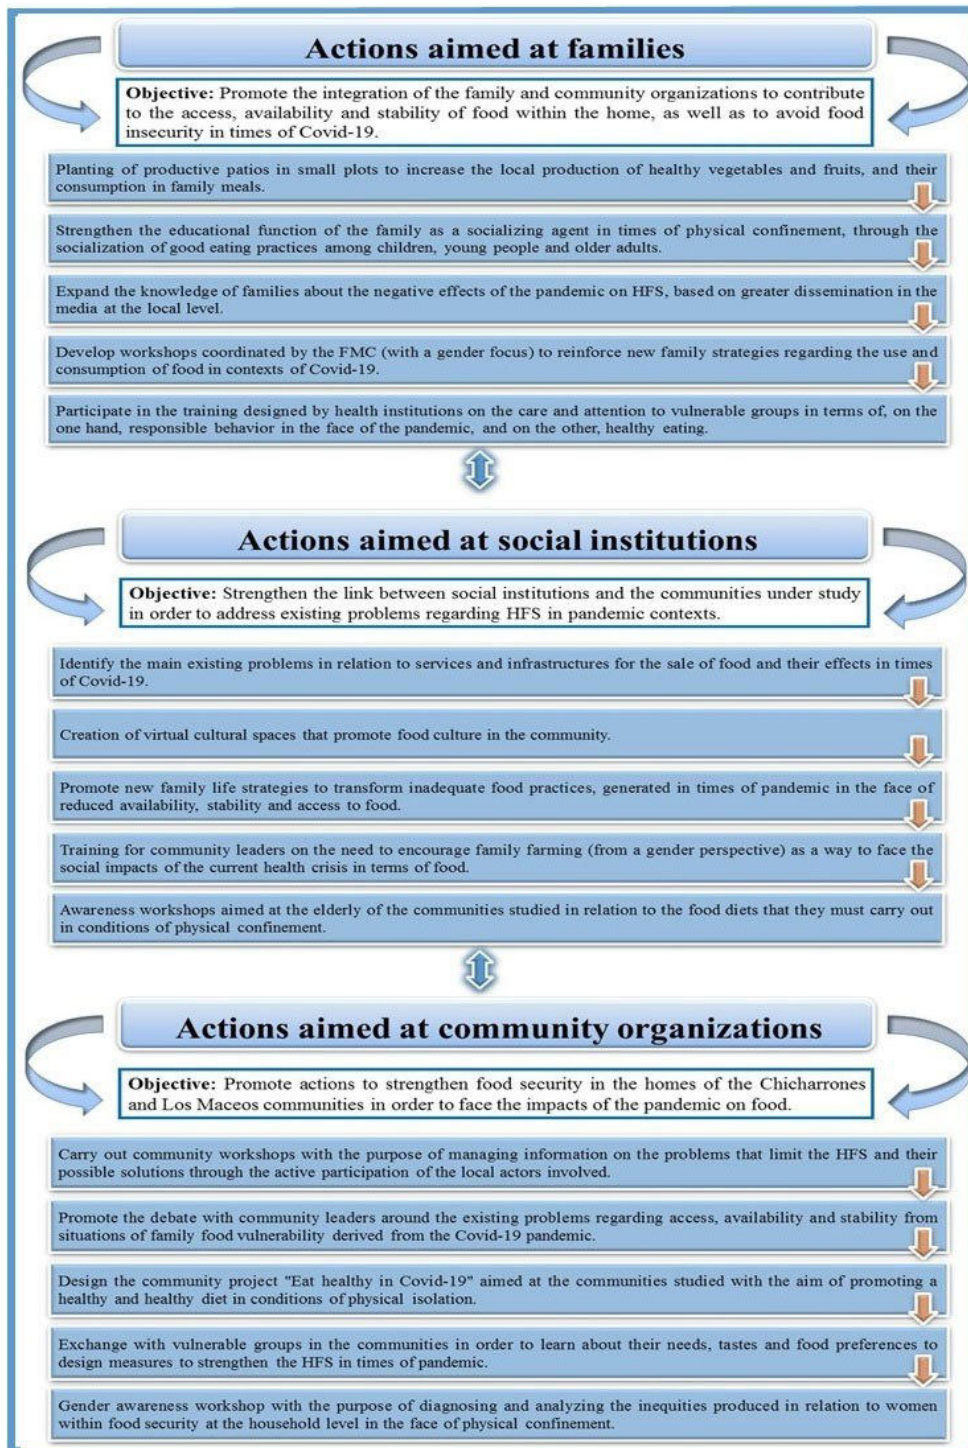 Actions aimed at families
Objective: Promote the integration of the family and community organizations to contribute
to the access, availability and stability of food within the home, as well as to avoid food
insecurity in times of Covid-19.
Planting of productive patios in small plots to increase the local production of healthy vegetables and fruits, and their
consumption in family meals.
Strengthen the educational function of the family as a socializing agent in times of physical confinement, through the
socialization of good eating practices among children, young people and older adults.
Expand the knowledge of families about the negative effects of the pandemic on HFS, based on greater dissemination in the
media at the local level.
Develop workshops coordinated by the FMC (with a gender focus) to reinforce new family strategies regarding the use and
consumption of food in contexts of Covid-19.
Participate in the training designed by health institutions on the care and attention to vulnerable groups in terms of, on the
one hand, responsible behavior in the face of the pandemic, and on the other, healthy eating.
Actions aimed at social institutions
Objective: Strengthen the link between social institutions and the communities under study
in order to address existing problems regarding HFS in pandemic contexts.
Identify the main existing problems in relation to services and infrastructures for the sale of food and their effects in times
of Covid-19.
Creation of virtual cultural spaces that promote food culture in the community.
Promote new family life strategies to transform inadequate food practices, generated in times of pandemic in the face of
reduced availability, stability and access to food.
Training for community leaders on the need to encourage family farming (from a gender perspective) as a way to face the
social impacts of the current health crisis in terms of food.
Awareness workshops aimed at the elderly of the communities studied in relation to the food diets that they must carry out
in conditions of physical confinement.
Actions aimed at community organizations
Objective: Promote actions to strengthen food security in the homes of the Chicharrones
and Los Maceos communities in order to face the impacts of the pandemic on food.
Carry out community workshops with the purpose of managing information on the problems that limit the HFS and their
possible solutions through the active participation of the local actors involved.
Promote the debate with community leaders around the existing problems regarding access, availability and stability from
situations of family food vulnerability derived from the Covid-19 pandemic.
Design the community project "Eat healthy in Covid-19" aimed at the communities studied with the aim of promoting a
healthy and healthy diet in conditions of physical isolation.
Exchange with vulnerable groups in the communities in order to learn about their needs, tastes and food preferences to
design measures to strengthen the HFS in times of pandemic.
Gender awareness workshop with the purpose of diagnosing and analyzing the inequities produced in relation to women
within food security at the household level in the face of physical confinement.